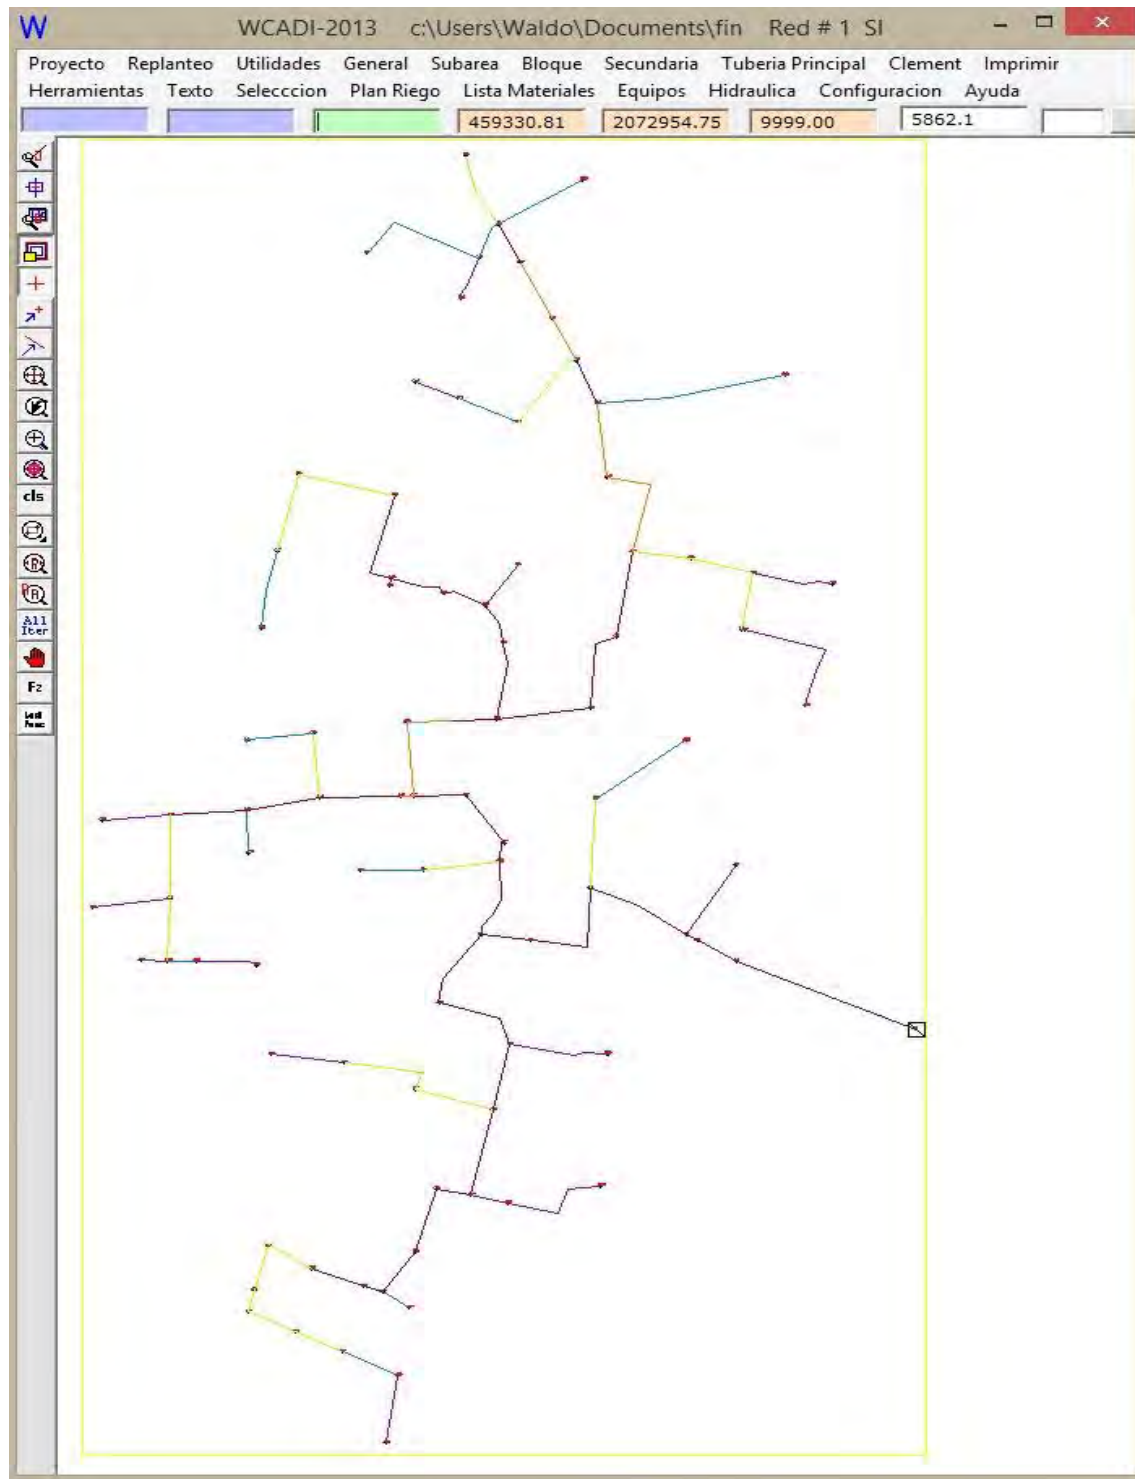 W WCADI-2013 c:\Users\Waldo\Documents\fin Red # 1 SI
Proyecto Replanteo Utilidades General Subarea Bloque Secundaria Tuberia Principal Clement Imprimir
Herramientas Texto Selecccion Plan Riego Lista Materiales Equipos Hidraulica Configuracion Ayuda
459330.81 2072954.75 9999.00 5862.1
cls
R
R
All
Iter
Fz